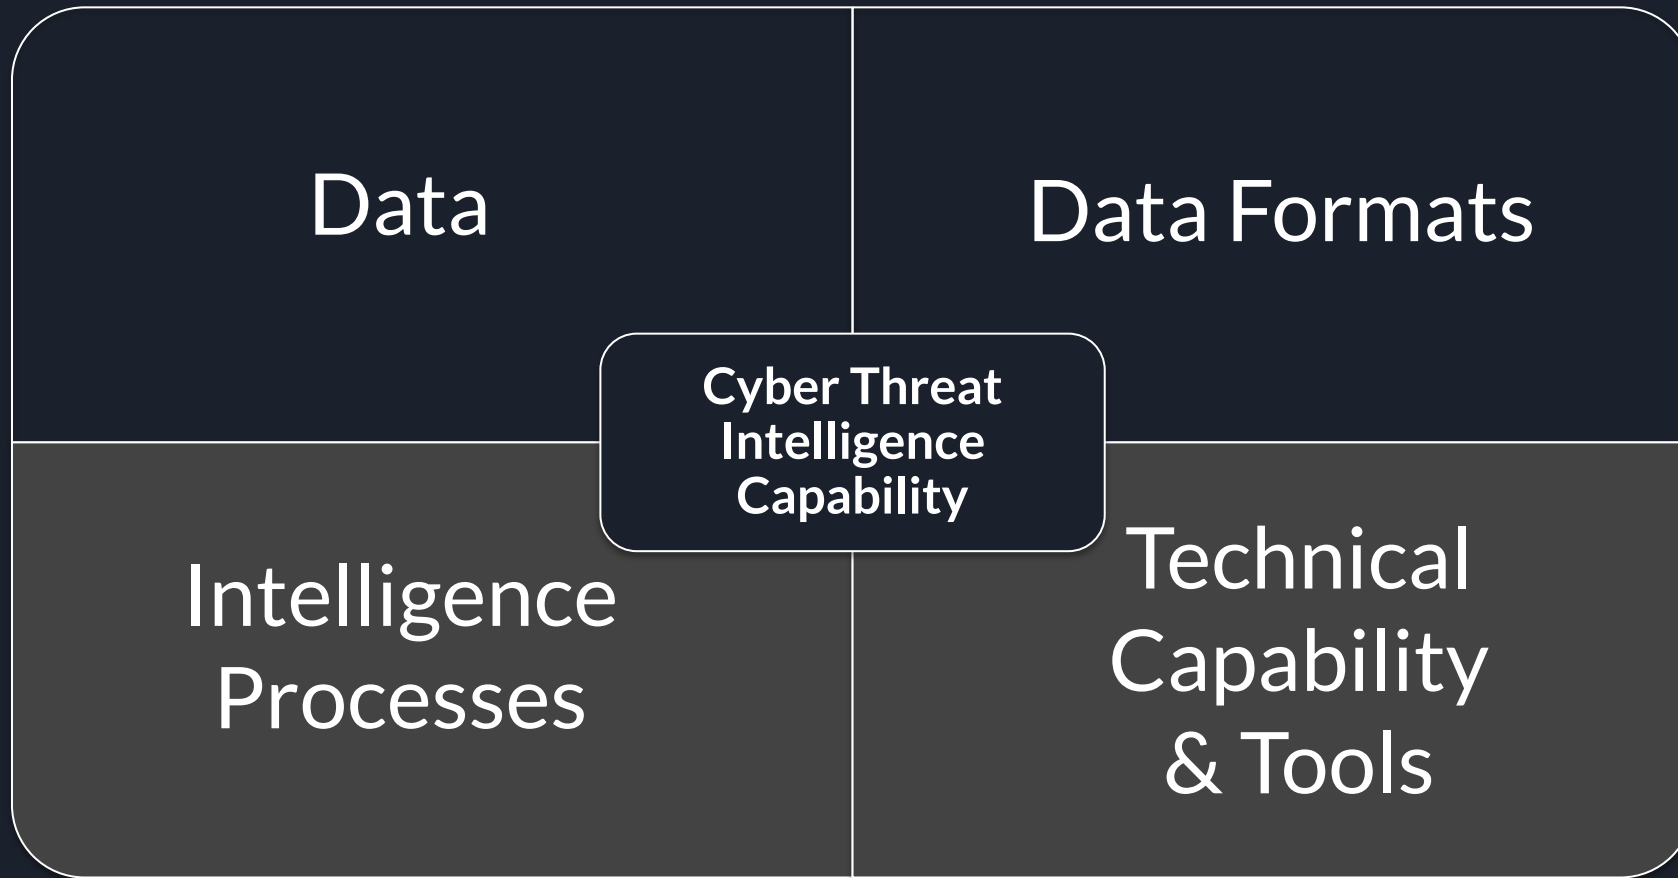 Data
Data Formats
Cyber Threat
Intelligence
Capability
Intelligence
Processes
Technical
Capability
& Tools